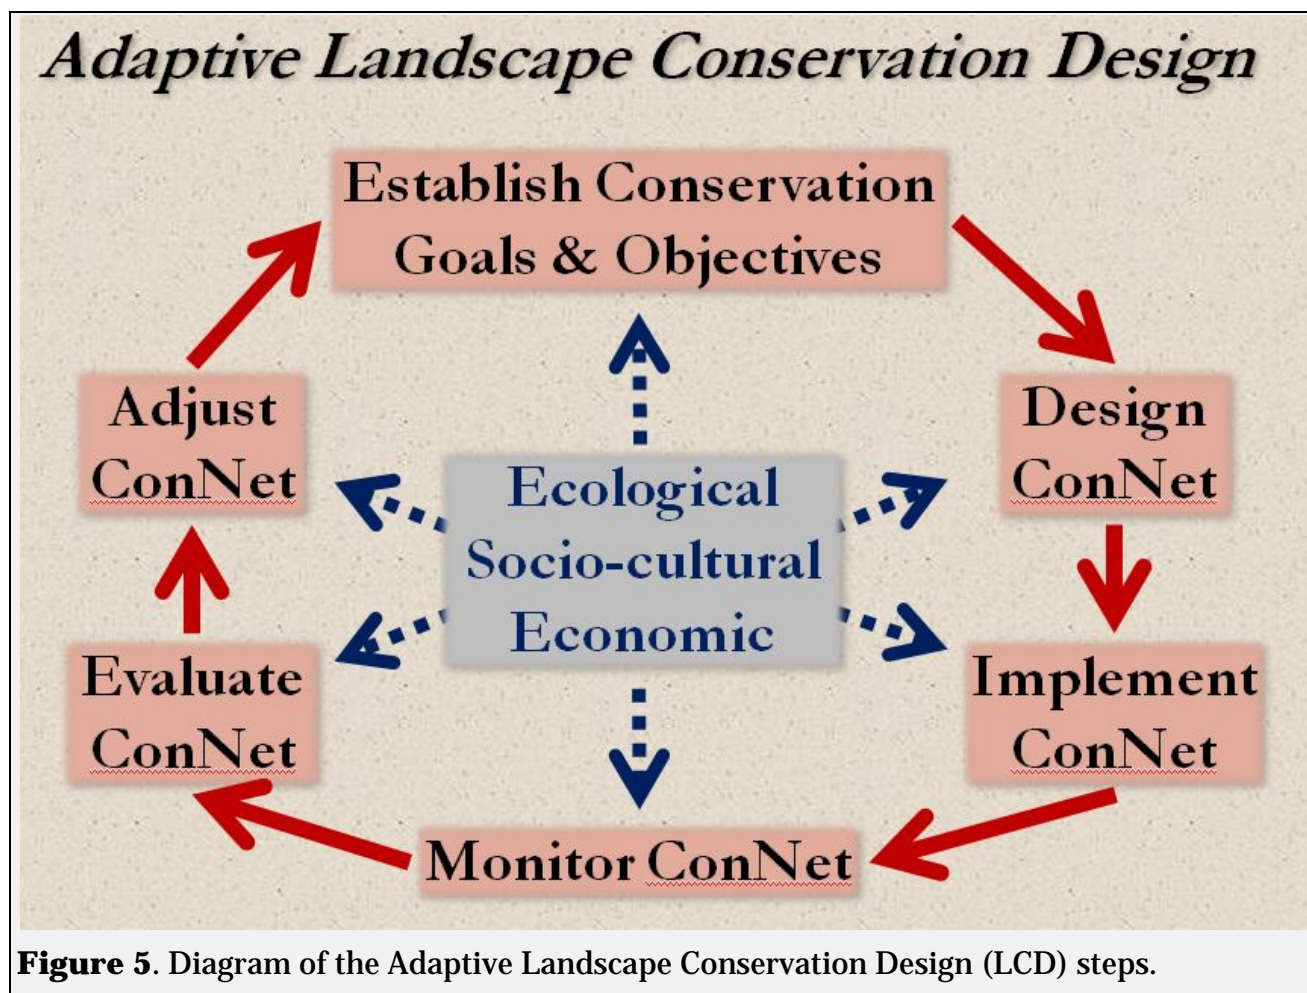 Adaptive Landscape Conservation Design
Establish Conservation
Goals & Objectives
Adjust
ConNet
Design
ConNet
Ecological
Socio-cultural
Economic
Evaluate
ConNet
Implement
ConNet
Monitor ConNet
Figure 5. Diagram of the Adaptive Landscape Conservation Design (LCD) steps.